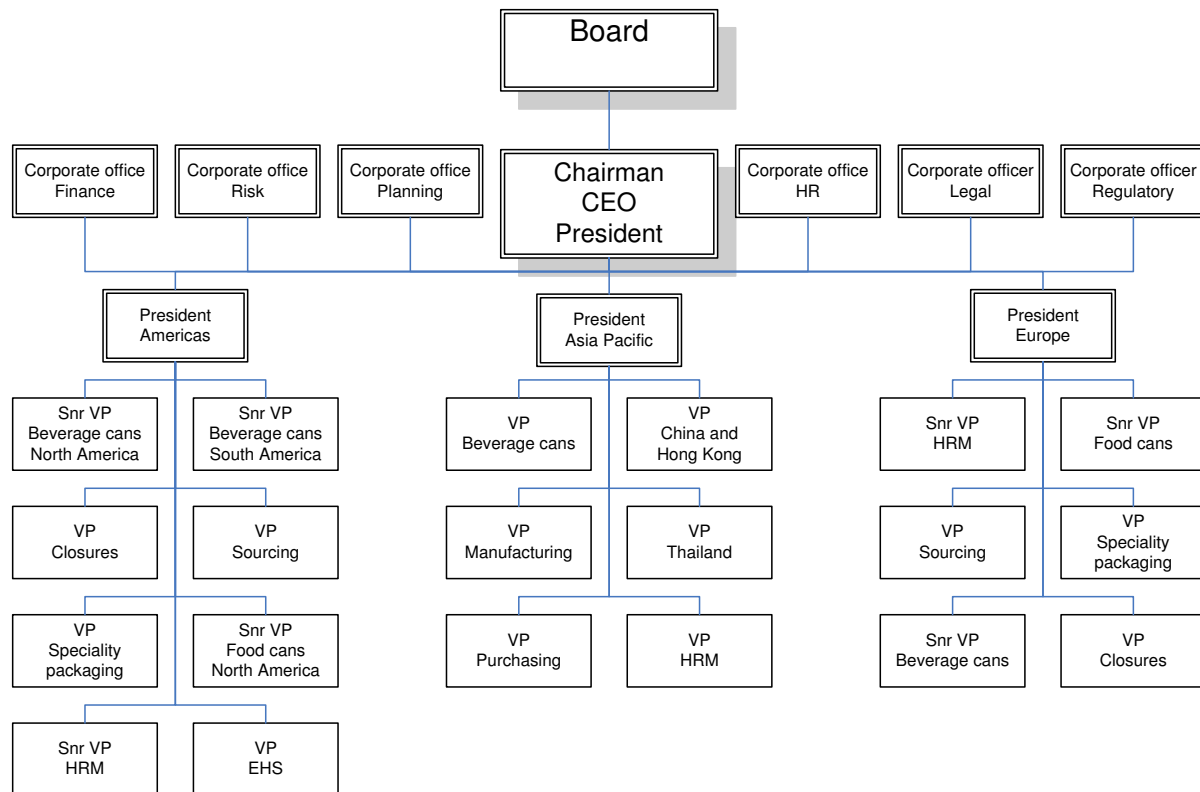 Board
Corporate office
Finance
Corporate office
Risk
Corporate office
Planning
Chairman
CEO
President
Corporate office
HR
Corporate officer
Legal
Corporate officer
Regulatory
President
Americas
President
Asia Pacific
President
Europe
Snr VP
Beverage cans
North America
Snr VP
Beverage cans
South America
VP
Beverage cans
VP
China and
Hong Kong
Snr VP
HRM
Snr VP
Food cans
VP
Closures
VP
Sourcing
VP
Manufacturing
VP
Thailand
VP
Sourcing
VP
Speciality
packaging
VP
Speciality
packaging
Snr VP
Food cans
North America
VP
Purchasing
VP
HRM
Snr VP
Beverage cans
VP
Closures
Snr VP
HRM
VP
EHS